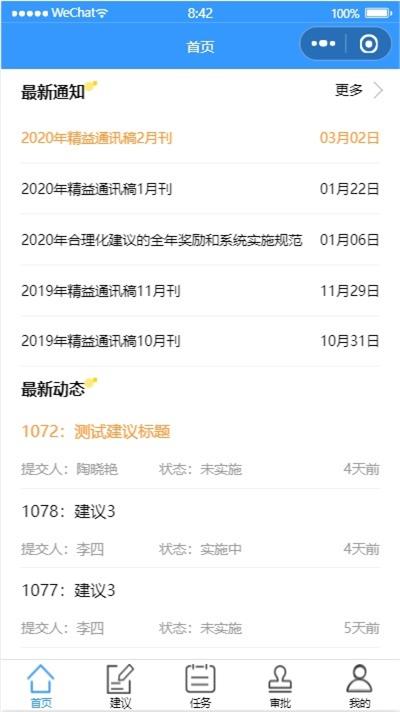 WeChat 8:42 100%
首页
最新通知 更多
2020年精益通讯稿2月刊 03月02日
2020年精益通讯稿1月刊 01月22日
2020年合理化建议的全年奖励和系统实施规范 01月06日
2019年精益通讯稿11月刊 11月29日
2019年精益通讯稿10月刊 10月31日
最新动态
1072：测试建议标题
提交人：陶晓艳 状态：未实施 4天前
1078：建议3
提交人：李四 状态：实施中 4天前
1077：建议3
提交人：李四 状态：未实施 5天前
首页 建议 任务 审批 我的